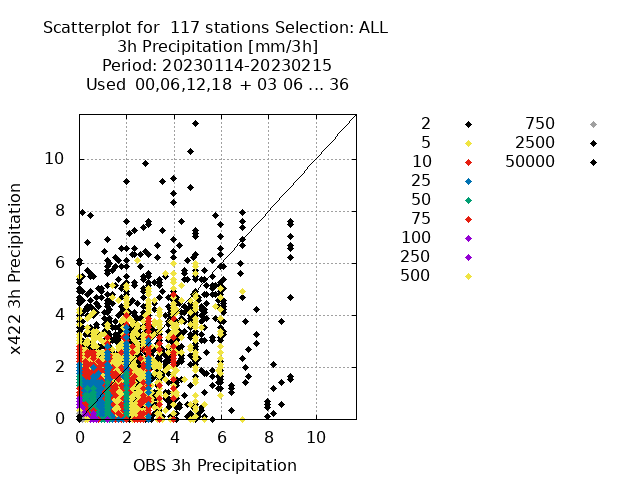 Scatterplot for  117 stations Selection: ALL
3h Precipitation [mm/3h]
Period: 20230114-20230215
Used  00,06,12,18 + 03 06 ... 36
x422 3h Precipitation
10
8
6
4
2
0
0 2 4 6 8 10
OBS 3h Precipitation
2
5
10
25
50
75
100
250
500
750
2500
50000